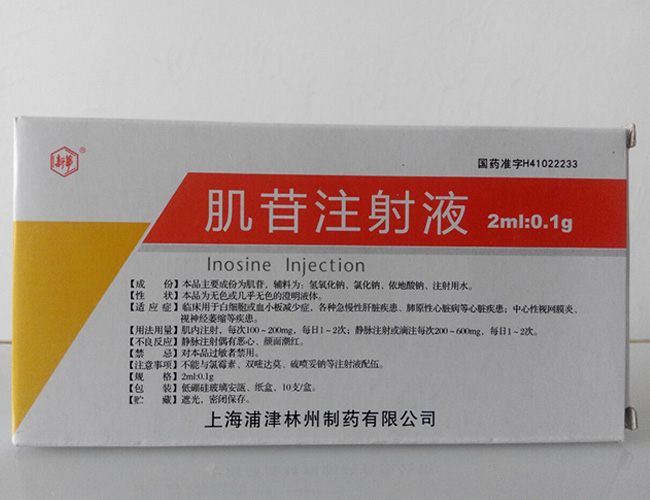 新华
®
国药准字H41022233
肌苷注射液 2ml:0.1g
Inosine Injection
【成　份】本品主要成份为肌苷，辅料为：氢氧化钠、氯化钠、依地酸钠、注射用水。
【性　状】本品为无色或几乎无色的澄明液体。
【适 应 症】临床用于白细胞或血小板减少症，各种急慢性肝脏疾患、肺原性心脏病等心脏疾患；中心性视网膜炎、
视神经萎缩等疾患。
【用法用量】肌内注射，每次100～200mg，每日1～2次；静脉注射或滴注每次200～600mg，每日1～2次。
【不良反应】静脉注射偶有恶心、颜面潮红。
【禁　忌】对本品过敏者禁用。
【注意事项】不能与氯霉素、双嘧达莫、硫喷妥钠等注射液配伍。
【规　格】2ml:0.1g
【包　装】低硼硅玻璃安瓿、纸盒，10支/盒。
【贮　藏】遮光，密闭保存。
上海浦津林州制药有限公司